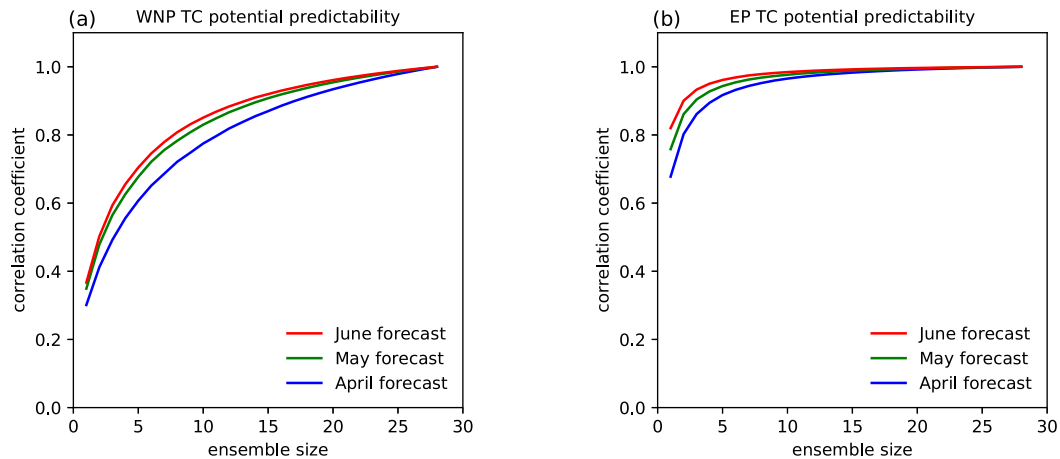 (a) WNP TC potential predictability
1.0
0.8
0.6
0.4
0.2
0.0
correlation coefficient
0 5 10 15 20 25 30
ensemble size
June forecast
May forecast
April forecast
(b) EP TC potential predictability
1.0
0.8
0.6
0.4
0.2
0.0
correlation coefficient
0 5 10 15 20 25 30
ensemble size
June forecast
May forecast
April forecast